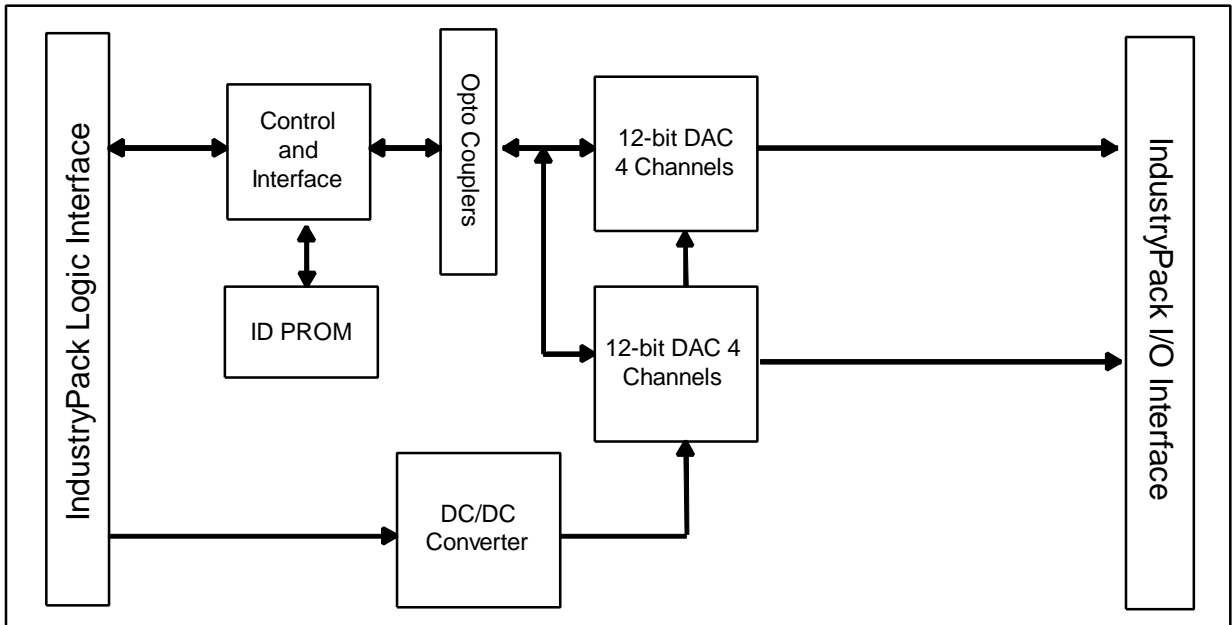 IndustryPack Logic Interface
Control
and
Interface
ID PROM
Opto Couplers
12-bit DAC
4 Channels
12-bit DAC 4
Channels
DC/DC
Converter
IndustryPack I/O Interface